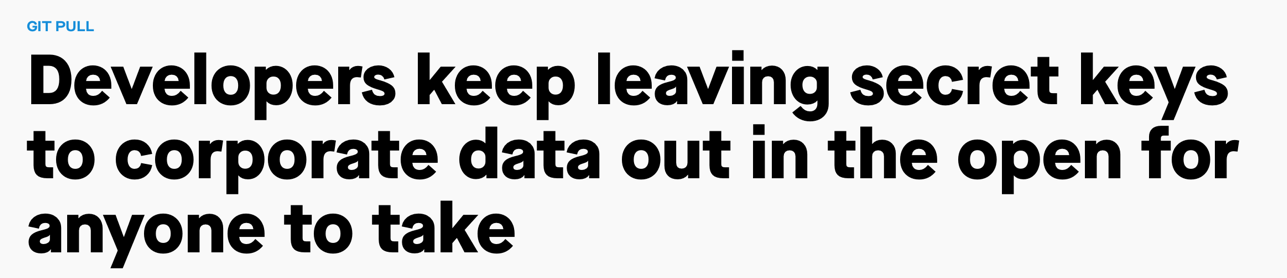 GIT PULL
Developers keep leaving secret keys
to corporate data out in the open for
anyone to take